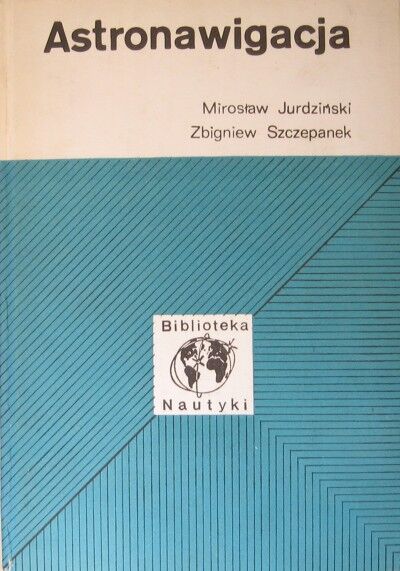 Astronawigacja
Mirosław Jurdziński
Zbigniew Szczepanek
Biblioteka
Nautyki